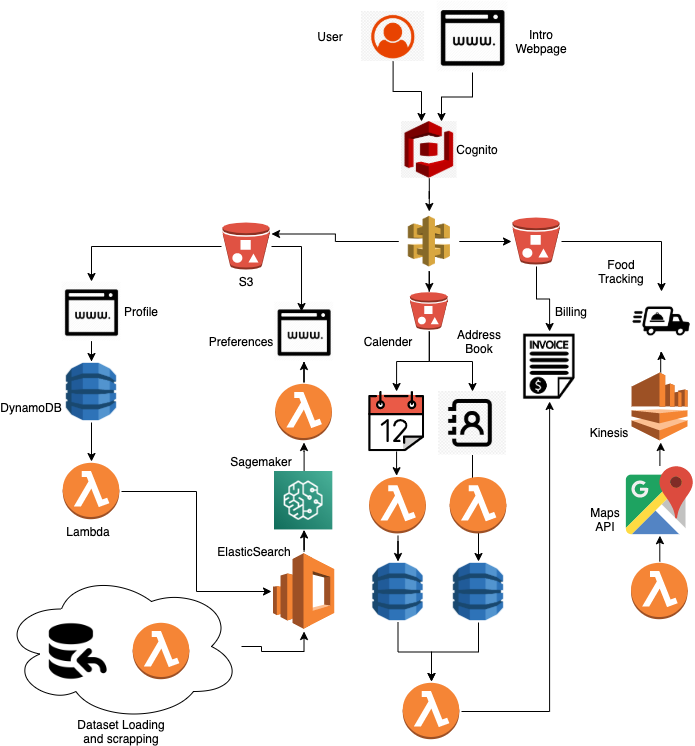 User
Intro
Webpage
www.
Cognito
S3
Food
Tracking
www.
Profile
Preferences
www.
Calender
Address
Book
Billing
INVOICE
$
12
DynamoDB
Kinesis
Sagemaker
G
Maps
API
Lambda
ElasticSearch
Dataset Loading
and scrapping